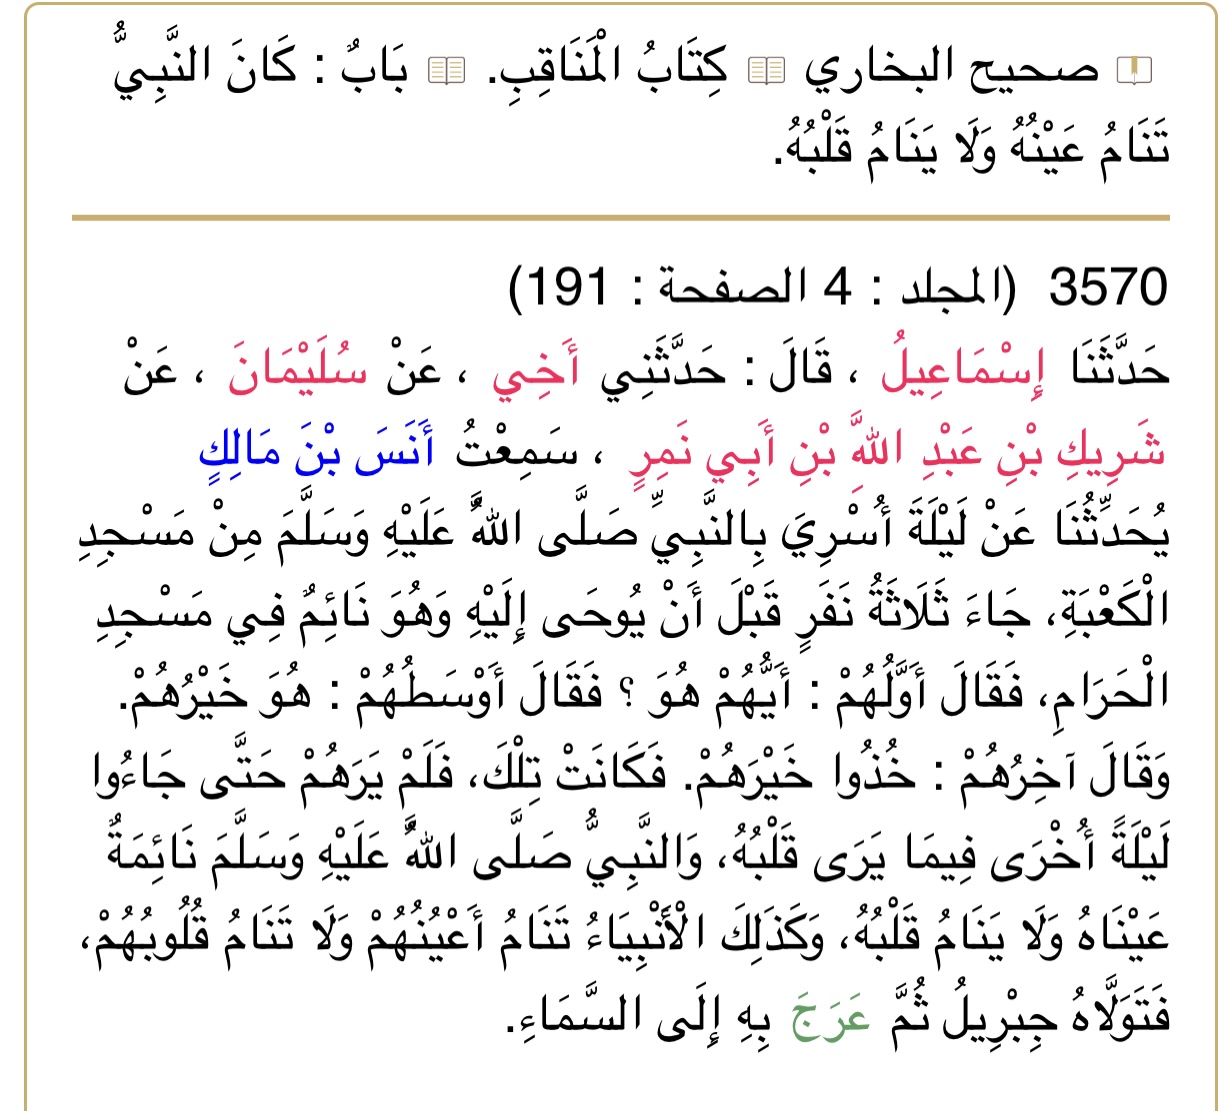 صحيح البخاري كِتَابُ الْمَنَاقِبِ. بَابٌ : كَانَ النَّبِيُّ
تَنَامُ عَيْنُهُ وَلَا يَنَامُ قَلْبُهُ.
3570 (المجلد : 4 الصفحة : 191)
حَدَّثَنَا إِسْمَاعِيلُ ، قَالَ : حَدَّثَنِي أَخِي ، عَنْ سُلَيْمَانَ ، عَنْ
شَرِيكِ بْنِ عَبْدِ اللَّهِ بْنِ أَبِي نَمِرٍ ، سَمِعْتُ أَنَسَ بْنَ مَالِكٍ
يُحَدِّثُنَا عَنْ لَيْلَةَ أُسْرِيَ بِالنَّبِيِّ صَلَّى اللَّهُ عَلَيْهِ وَسَلَّمَ مِنْ مَسْجِدِ
الْكَعْبَةِ، جَاءَ ثَلَاثَةُ نَفَرٍ قَبْلَ أَنْ يُوحَى إِلَيْهِ وَهُوَ نَائِمٌ فِي مَسْجِدِ
الْحَرَامِ، فَقَالَ أَوَّلُهُمْ : أَيُّهُمْ هُوَ ؟ فَقَالَ أَوْسَطُهُمْ : هُوَ خَيْرُهُمْ.
وَقَالَ آخِرُهُمْ : خُذُوا خَيْرَهُمْ. فَكَانَتْ تِلْكَ، فَلَمْ يَرَهُمْ حَتَّى جَاءُوا
لَيْلَةً أُخْرَى فِيمَا يَرَى قَلْبُهُ، وَالنَّبِيُّ صَلَّى اللَّهُ عَلَيْهِ وَسَلَّمَ نَائِمَةٌ
عَيْنَاهُ وَلَا يَنَامُ قَلْبُهُ، وَكَذَلِكَ الْأَنْبِيَاءُ تَنَامُ أَعْيُنُهُمْ وَلَا تَنَامُ قُلُوبُهُمْ،
فَتَوَلَّاهُ جِبْرِيلُ ثُمَّ عَرَجَ بِهِ إِلَى السَّمَاءِ.